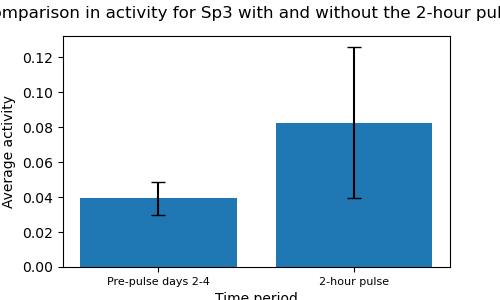 omparison in activity for Sp3 with and without the 2-hour pul
0.12
0.10
0.08
0.06
0.04
0.02
0.00
Average activity
Pre-pulse days 2-4
2-hour pulse
Time period